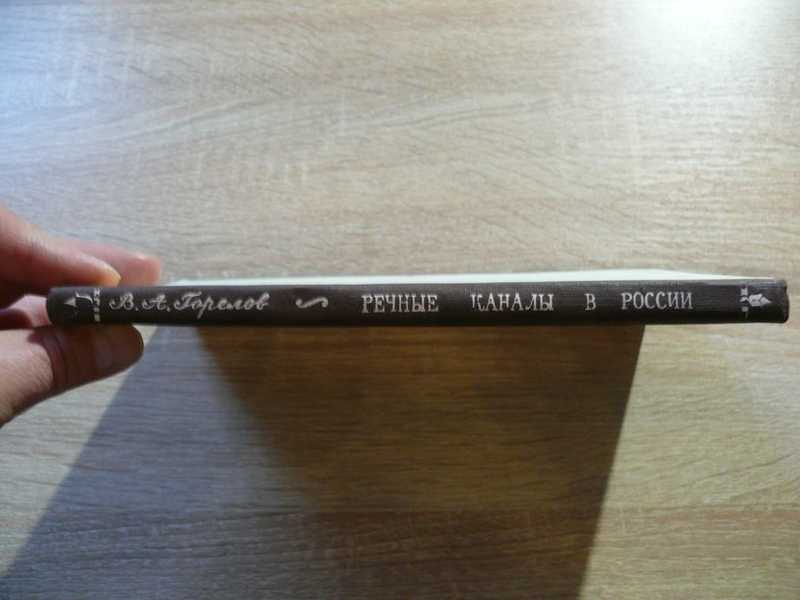 В. А. Горелов ~ РЕЧНЫЕ КАНАЛЫ В РОССИИ